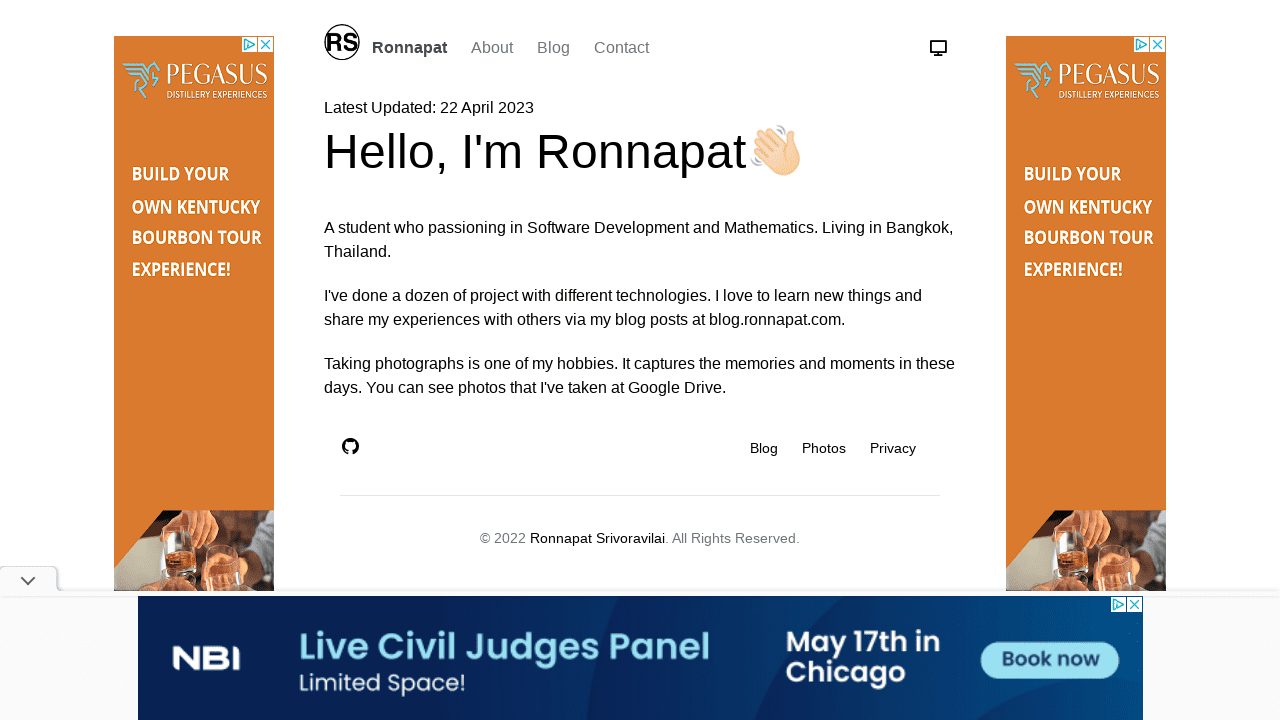 RS
Ronnapat About Blog Contact
Latest Updated: 22 April 2023
Hello, I'm Ronnapat👋🏻
A student who passioning in Software Development and Mathematics. Living in Bangkok,
Thailand.
I've done a dozen of project with different technologies. I love to learn new things and
share my experiences with others via my blog posts at blog.ronnapat.com.
Taking photographs is one of my hobbies. It captures the memories and moments in these
days. You can see photos that I've taken at Google Drive.
Blog Photos Privacy
© 2022 Ronnapat Srivoravilai. All Rights Reserved.
PEGASUS
DISTILLERY EXPERIENCES
BUILD YOUR
OWN KENTUCKY
BOURBON TOUR
EXPERIENCE!
PEGASUS
DISTILLERY EXPERIENCES
BUILD YOUR
OWN KENTUCKY
BOURBON TOUR
EXPERIENCE!
NBI
Live Civil Judges Panel
Limited Space!
May 17th in
Chicago
Book now